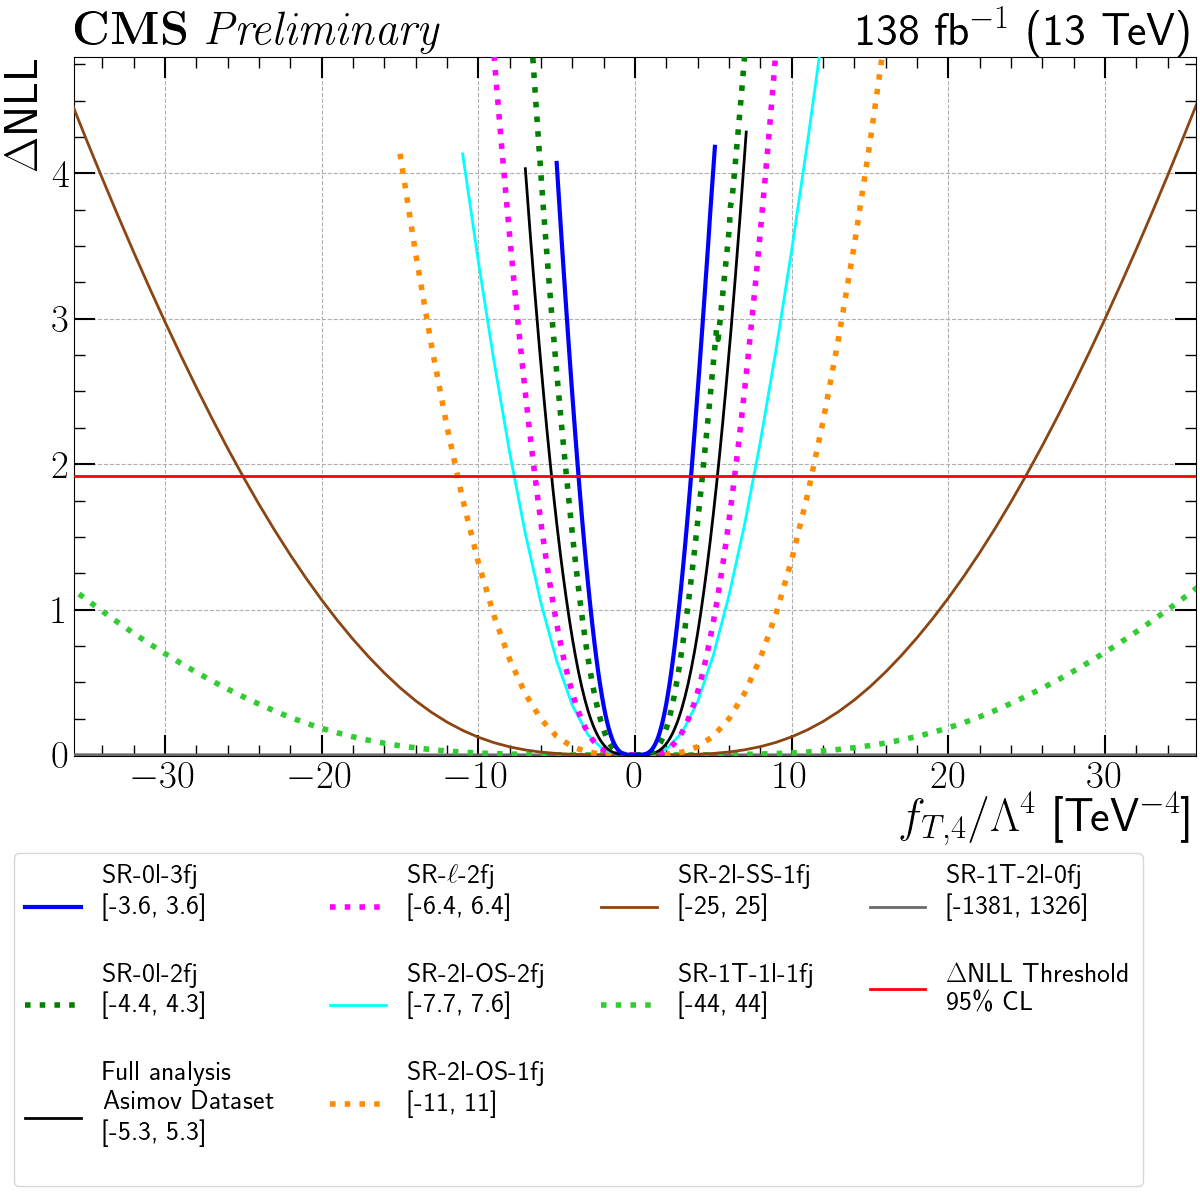 CMS Preliminary 138 fb⁻¹ (13 TeV)
ΔNLL
4
3
2
1
0
−30 −20 −10 0 10 20 30
f_{T,4}/Λ⁴ [TeV⁻⁴]
SR-0l-3fj
[-3.6, 3.6]
SR-0l-2fj
[-4.4, 4.3]
Full analysis
Asimov Dataset
[-5.3, 5.3]
SR-ℓ-2fj
[-6.4, 6.4]
SR-2l-OS-2fj
[-7.7, 7.6]
SR-2l-OS-1fj
[-11, 11]
SR-2l-SS-1fj
[-25, 25]
SR-1T-1l-1fj
[-44, 44]
SR-1T-2l-0fj
[-1381, 1326]
ΔNLL Threshold
95% CL